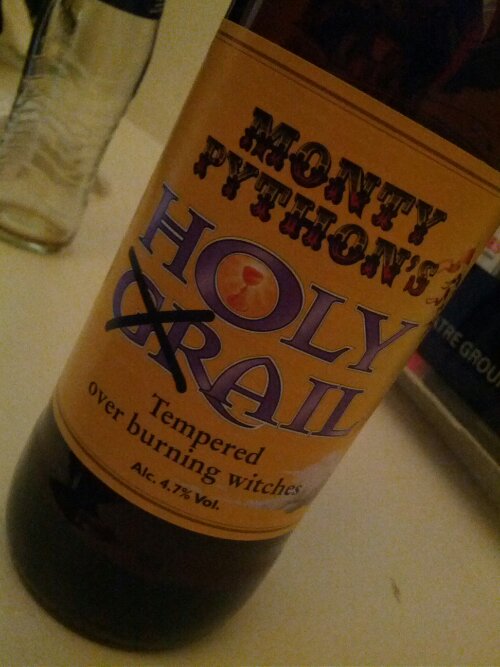 MONTY
PYTHON'S
HOLY
GRAIL
Tempered
over burning witches
Alc. 4.7% Vol.